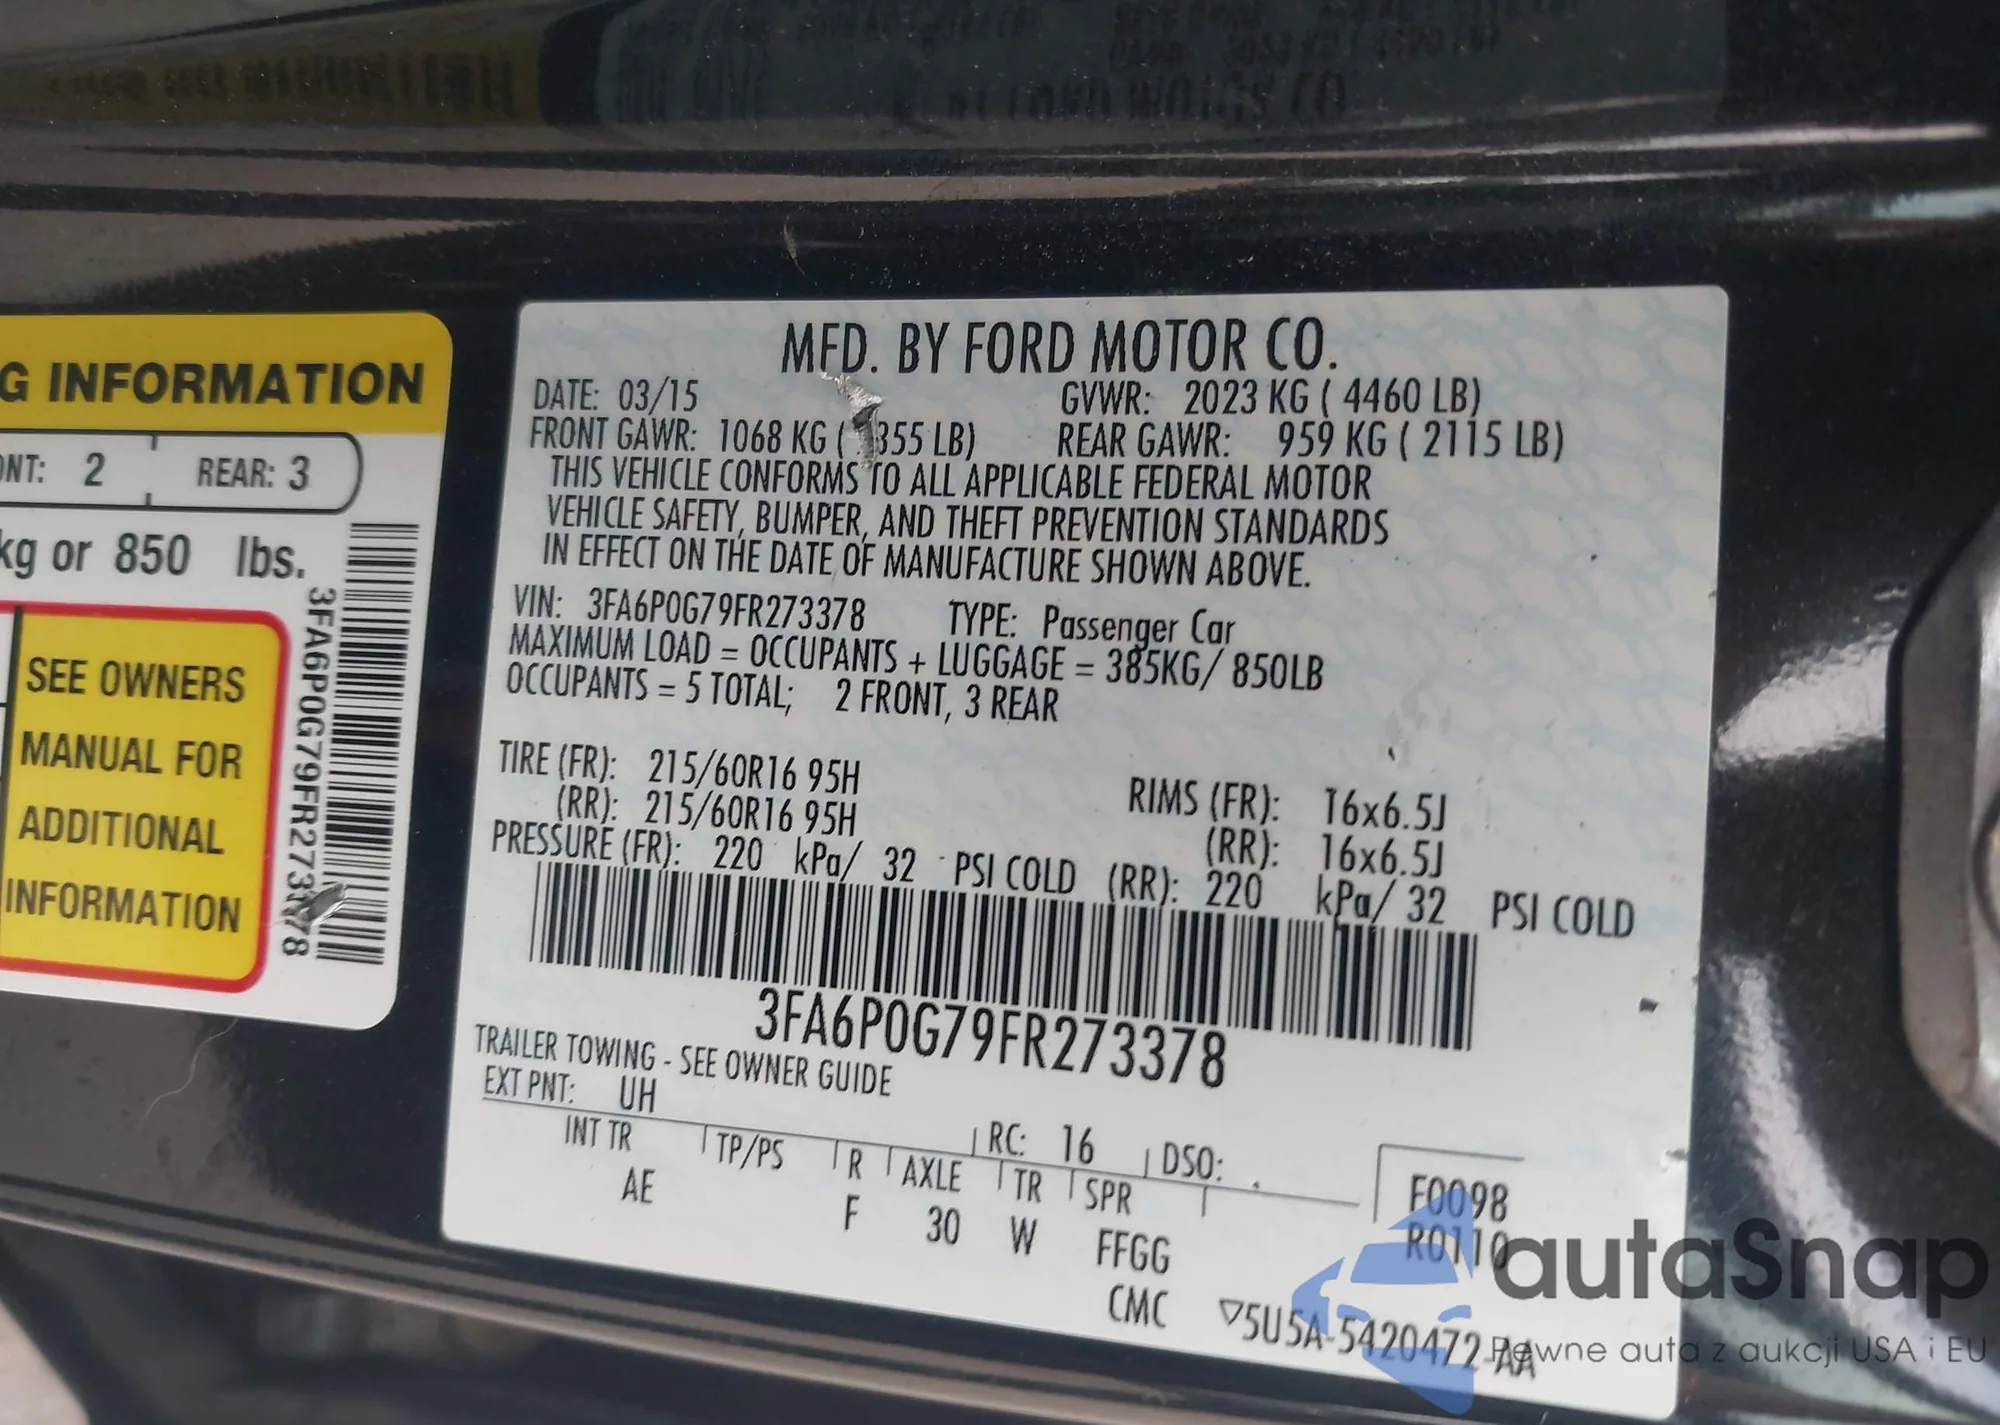 G INFORMATION
ONT: 2 REAR: 3
kg or 850 lbs.
SEE OWNERS
MANUAL FOR
ADDITIONAL
INFORMATION
3FA6P0G79FR273378
MFD. BY FORD MOTOR CO.
DATE: 03/15 GVWR: 2023 KG ( 4460 LB)
FRONT GAWR: 1068 KG ( 355 LB) REAR GAWR: 959 KG ( 2115 LB)
THIS VEHICLE CONFORMS TO ALL APPLICABLE FEDERAL MOTOR
VEHICLE SAFETY, BUMPER, AND THEFT PREVENTION STANDARDS
IN EFFECT ON THE DATE OF MANUFACTURE SHOWN ABOVE.
VIN: 3FA6P0G79FR273378 TYPE: Passenger Car
MAXIMUM LOAD = OCCUPANTS + LUGGAGE = 385KG/ 850LB
OCCUPANTS = 5 TOTAL; 2 FRONT, 3 REAR
TIRE (FR): 215/60R16 95H RIMS (FR): 16x6.5J
(RR): 215/60R16 95H (RR): 16x6.5J
PRESSURE (FR): 220 kPa/ 32 PSI COLD (RR): 220 kPa/ 32 PSI COLD
3FA6P0G79FR273378
TRAILER TOWING - SEE OWNER GUIDE
EXT PNT: UH RC: 16 DSO:
INT TR TP/PS R AXLE TR SPR
AE F 30 W FFGG
CMC
F0098
R0110
▽5U5A-5420472-AA
autaSnap
Pewne auta z aukcji USA i EU